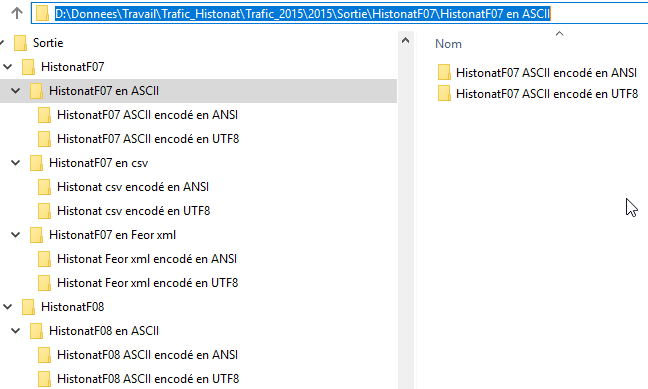 D:\Donnees\Travail\Trafic_Histonat\Trafic_2015\2015\Sortie\HistonatF07\HistonatF07 en ASCII
Sortie
HistonatF07
HistonatF07 en ASCII
HistonatF07 ASCII encodé en ANSI
HistonatF07 ASCII encodé en UTF8
HistonatF07 en csv
Histonat csv encodé en ANSI
Histonat csv encodé en UTF8
HistonatF07 en Feor xml
Histonat Feor xml encodé en ANSI
Histonat Feor xml encodé en UTF8
HistonatF08
HistonatF08 en ASCII
HistonatF08 ASCII encodé en ANSI
HistonatF08 ASCII encodé en UTF8
Nom
HistonatF07 ASCII encodé en ANSI
HistonatF07 ASCII encodé en UTF8